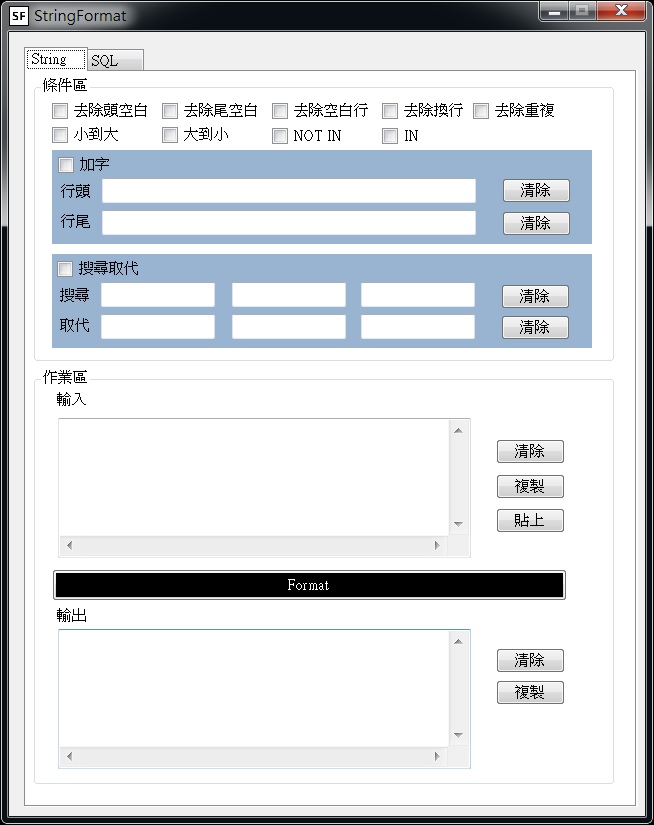 SF StringFormat
String SQL
條件區
去除頭空白 去除尾空白 去除空白行 去除換行 去除重複
小到大 大到小 NOT IN IN
加字
行頭 清除
行尾 清除
搜尋取代
搜尋 清除
取代 清除
作業區
輸入
清除
複製
貼上
Format
輸出
清除
複製